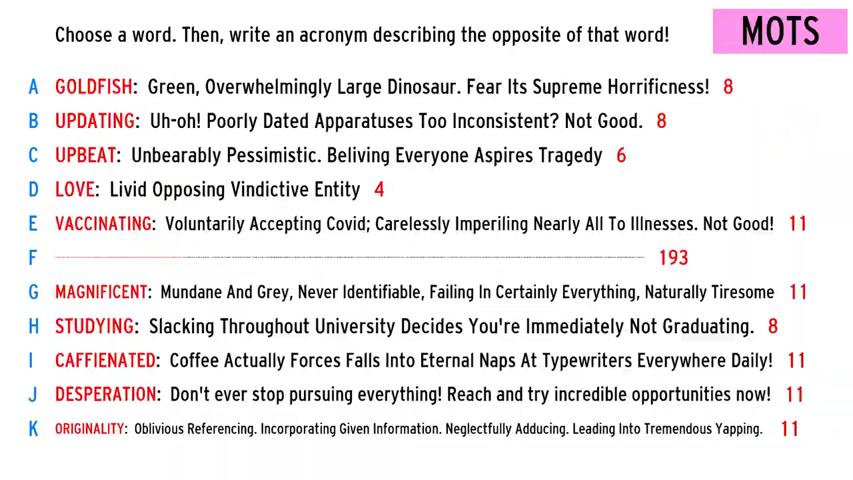 Choose a word. Then, write an acronym describing the opposite of that word!
MOTS
A GOLDFISH: Green, Overwhelmingly Large Dinosaur. Fear Its Supreme Horrificness! 8
B UPDATING: Uh-oh! Poorly Dated Apparatuses Too Inconsistent? Not Good. 8
C UPBEAT: Unbearably Pessimistic. Beliving Everyone Aspires Tragedy 6
D LOVE: Livid Opposing Vindictive Entity 4
E VACCINATING: Voluntarily Accepting Covid; Carelessly Imperiling Nearly All To Illnesses. Not Good! 11
F 193
G MAGNIFICENT: Mundane And Grey, Never Identifiable, Failing In Certainly Everything, Naturally Tiresome 11
H STUDYING: Slacking Throughout University Decides You're Immediately Not Graduating. 8
I CAFFIENATED: Coffee Actually Forces Falls Into Eternal Naps At Typewriters Everywhere Daily! 11
J DESPERATION: Don't ever stop pursuing everything! Reach and try incredible opportunities now! 11
K ORIGINALITY: Oblivious Referencing. Incorporating Given Information. Neglectfully Adducing. Leading Into Tremendous Yapping. 11